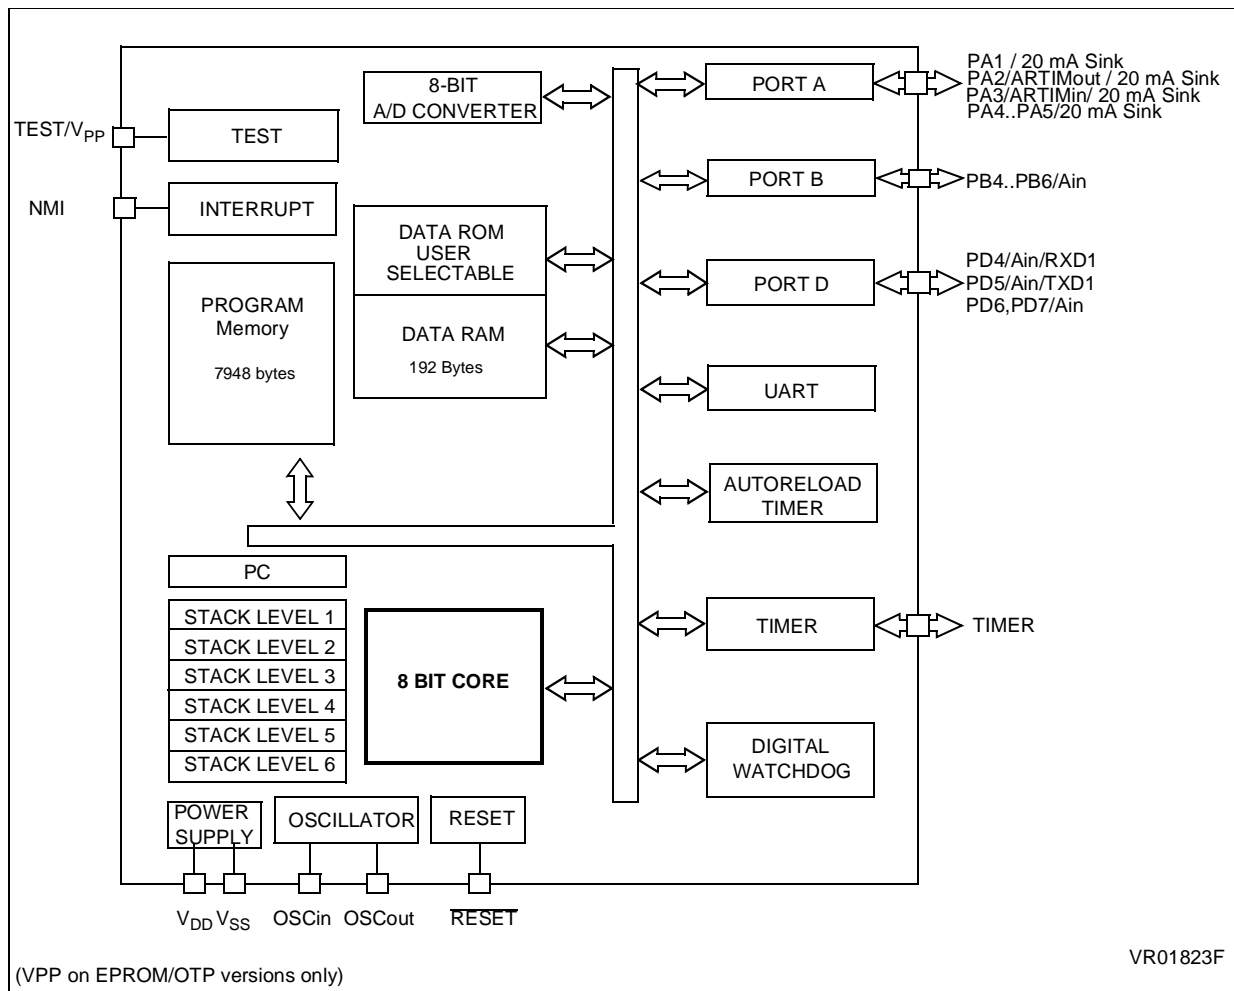 8-BIT
A/D CONVERTER
PORT A
PA1 / 20 mA Sink
PA2/ARTIMout / 20 mA Sink
PA3/ARTIMin/ 20 mA Sink
PA4..PA5/20 mA Sink
TEST/VPP
TEST
PORT B
PB4..PB6/Ain
NMI
INTERRUPT
DATA ROM
USER
SELECTABLE
PORT D
PD4/Ain/RXD1
PD5/Ain/TXD1
PD6,PD7/Ain
PROGRAM
Memory
7948 bytes
DATA RAM
192 Bytes
UART
AUTORELOAD
TIMER
PC
STACK LEVEL 1
STACK LEVEL 2
STACK LEVEL 3
STACK LEVEL 4
STACK LEVEL 5
STACK LEVEL 6
8 BIT CORE
TIMER
TIMER
DIGITAL
WATCHDOG
POWER
SUPPLY
OSCILLATOR
RESET
VDD VSS
OSCin
OSCout
RESET
VR01823F
(VPP on EPROM/OTP versions only)